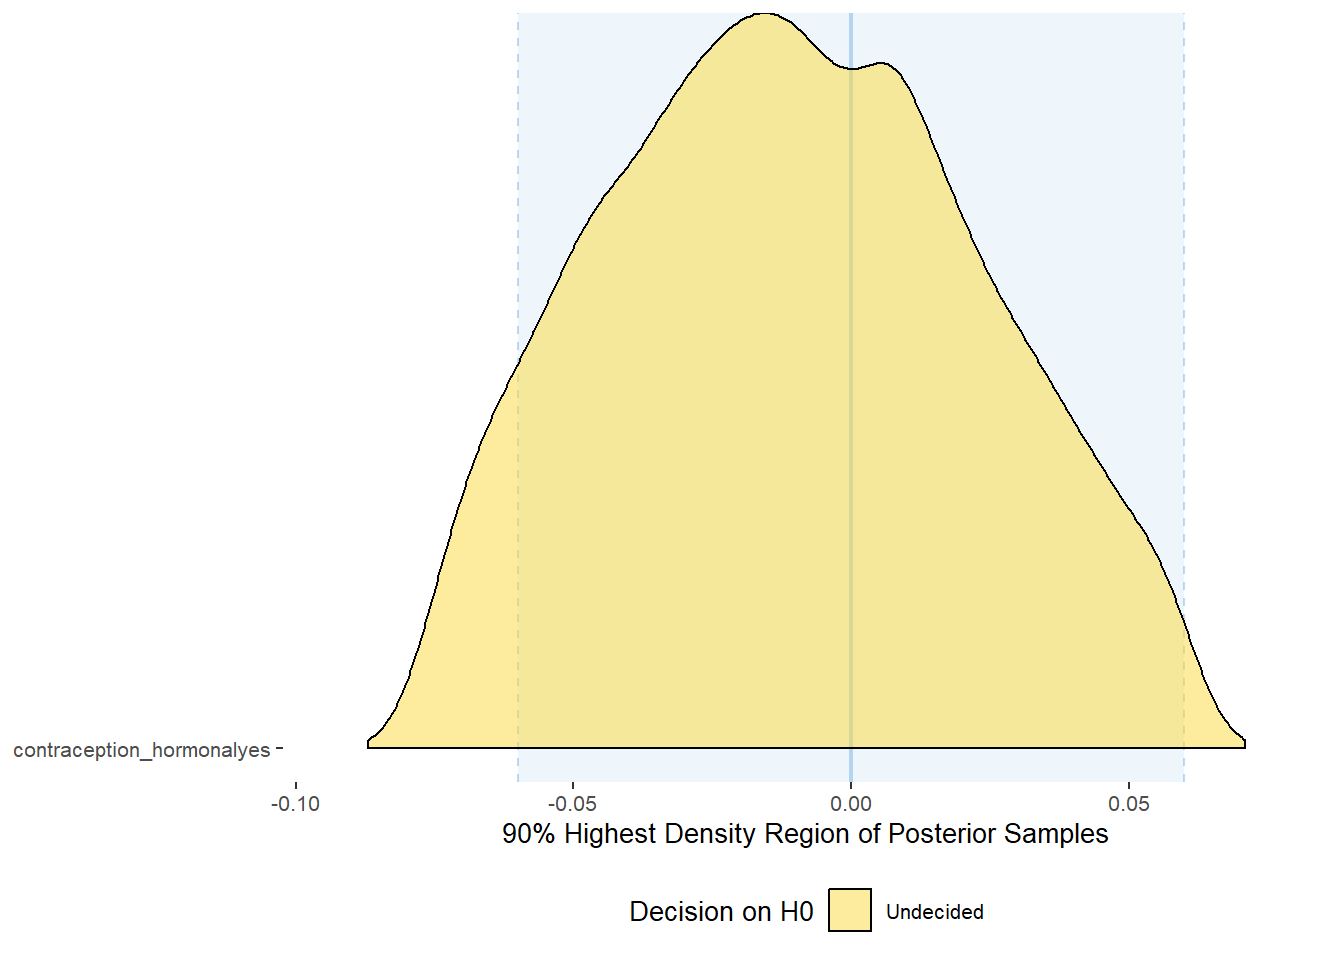 contraception_hormonalyes
-0.10 -0.05 0.00 0.05
90% Highest Density Region of Posterior Samples
Decision on H0 Undecided